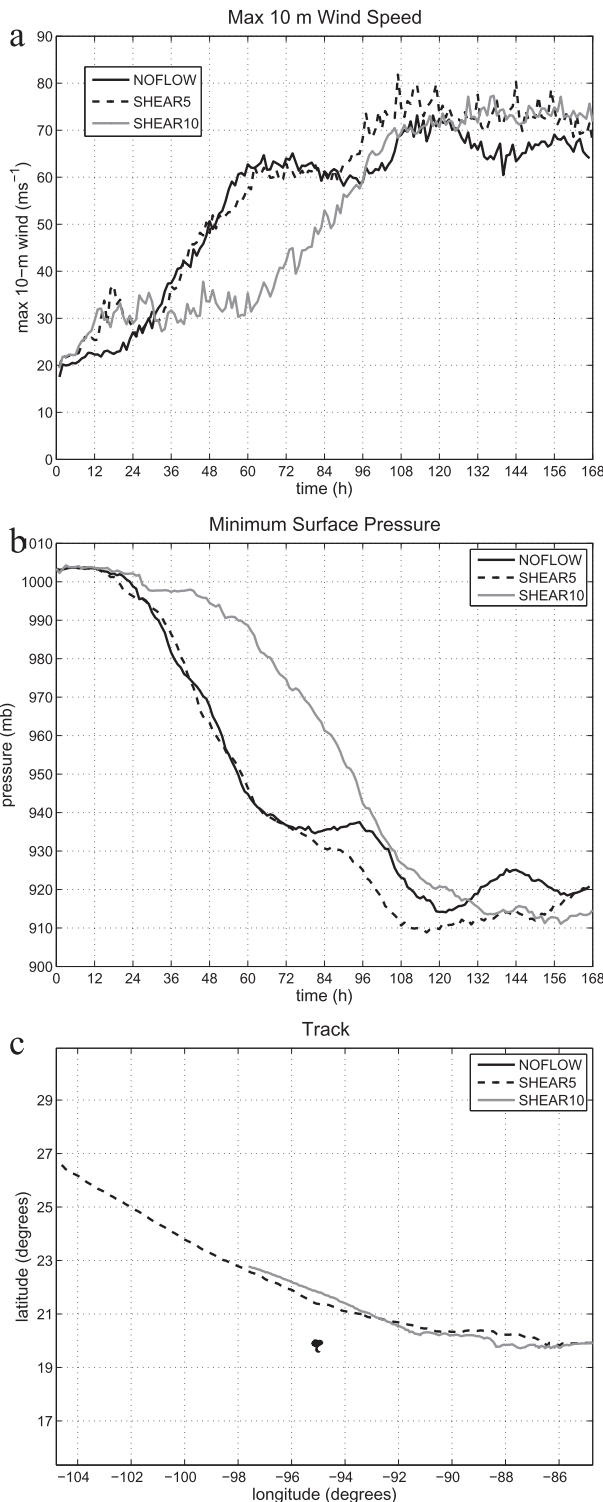 a
Max 10 m Wind Speed
NOFLOW
SHEAR5
SHEAR10
max 10−m wind (ms−1)
90
80
70
60
50
40
30
20
10
0
0 12 24 36 48 60 72 84 96 108 120 132 144 156 168
time (h)
b
Minimum Surface Pressure
NOFLOW
SHEAR5
SHEAR10
pressure (mb)
1010
1000
990
980
970
960
950
940
930
920
910
900
0 12 24 36 48 60 72 84 96 108 120 132 144 156 168
time (h)
c
Track
NOFLOW
SHEAR5
SHEAR10
latitude (degrees)
29
27
25
23
21
19
17
−104 −102 −100 −98 −96 −94 −92 −90 −88 −86
longitude (degrees)